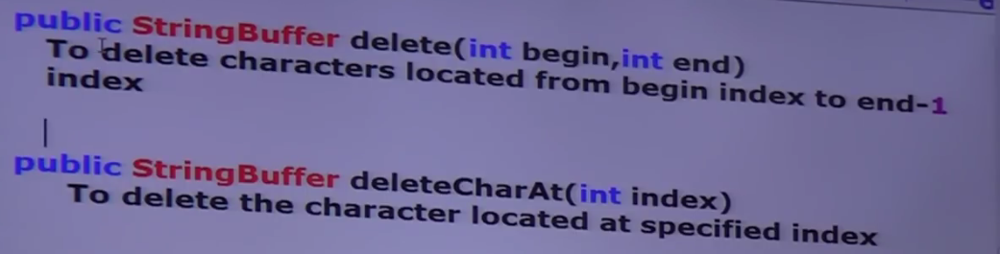 public StringBuffer delete(int begin,int end)
To delete characters located from begin index to end-1
index
public StringBuffer deleteCharAt(int index)
To delete the character located at specified index